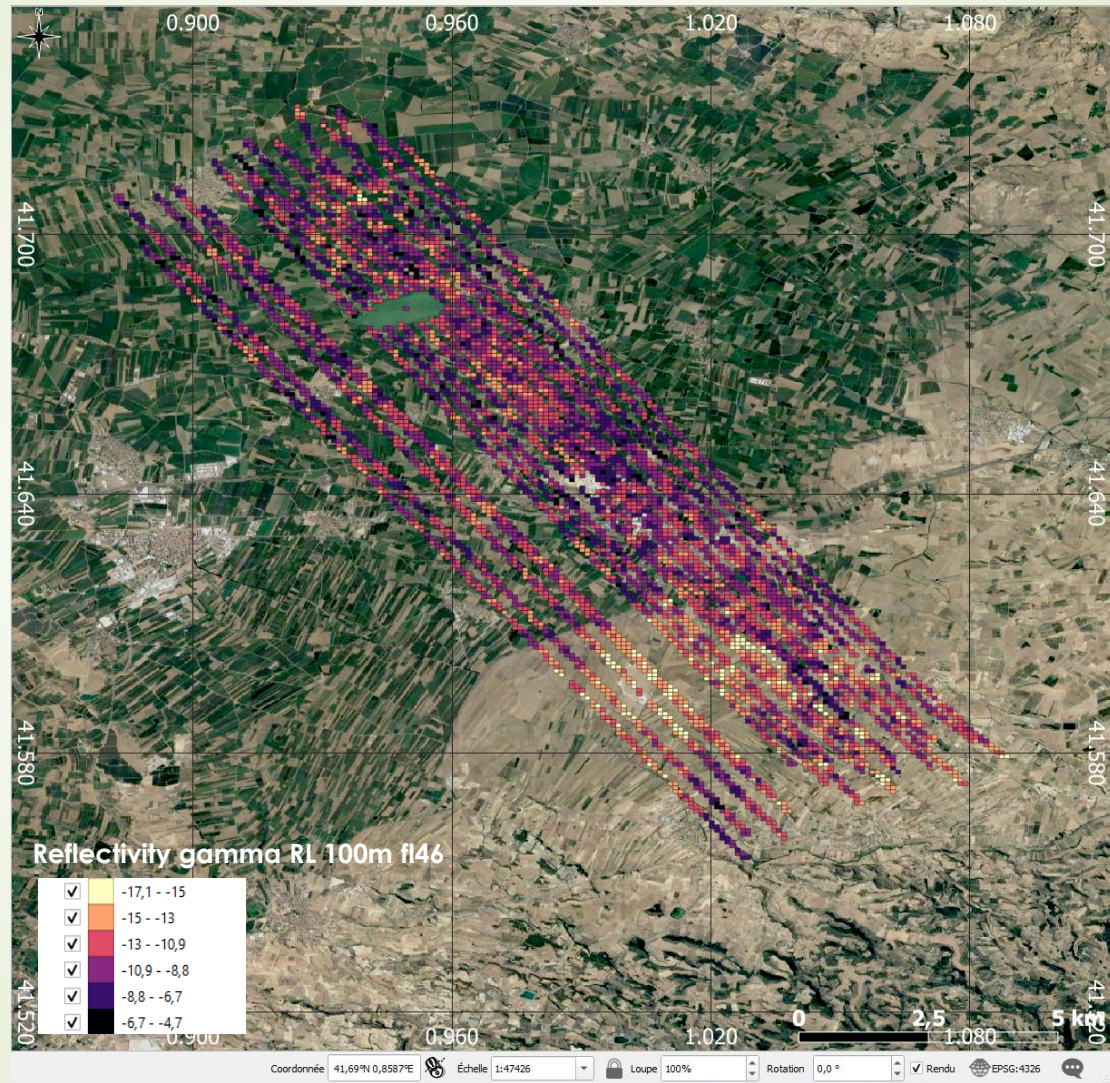 N
0.900 0.960 1.020 1.080
41.700 41.700
41.640 41.640
41.580 41.580
Reflectivity gamma RL 100m fl46
-17,1 - -15
-15 - -13
-13 - -10,9
-10,9 - -8,8
-8,8 - -6,7
-6,7 - -4,7
41.520 41.520
0 2,5 5 km
0.900 0.960 1.020 1.080
Coordonnée 41,69°N 0,8587°E Échelle 1:47426 Loupe 100% Rotation 0,0 ° Rendu EPSG:4326